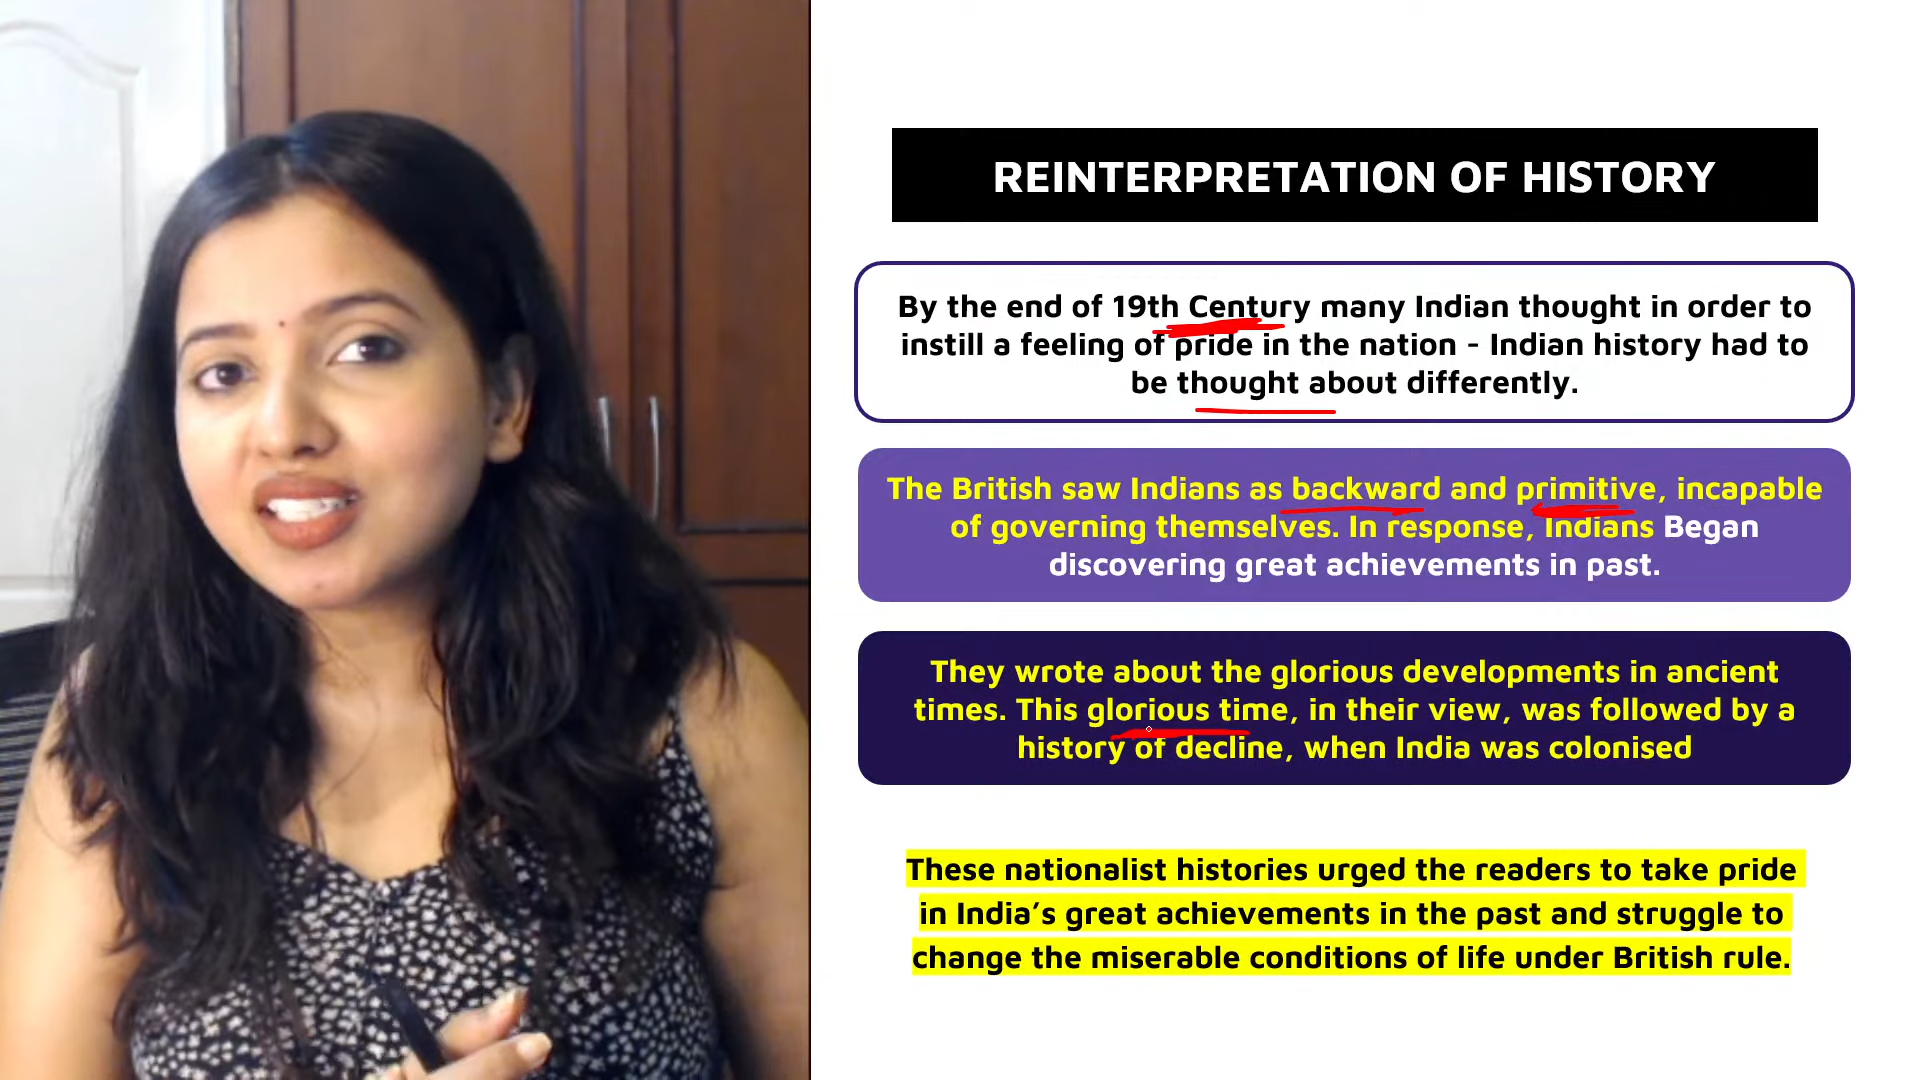 REINTERPRETATION OF HISTORY
By the end of 19th Century many Indian thought in order to
instill a feeling of pride in the nation - Indian history had to
be thought about differently.
The British saw Indians as backward and primitive, incapable
of governing themselves. In response, Indians Began
discovering great achievements in past.
They wrote about the glorious developments in ancient
times. This glorious time, in their view, was followed by a
history of decline, when India was colonised
These nationalist histories urged the readers to take pride
in India’s great achievements in the past and struggle to
change the miserable conditions of life under British rule.